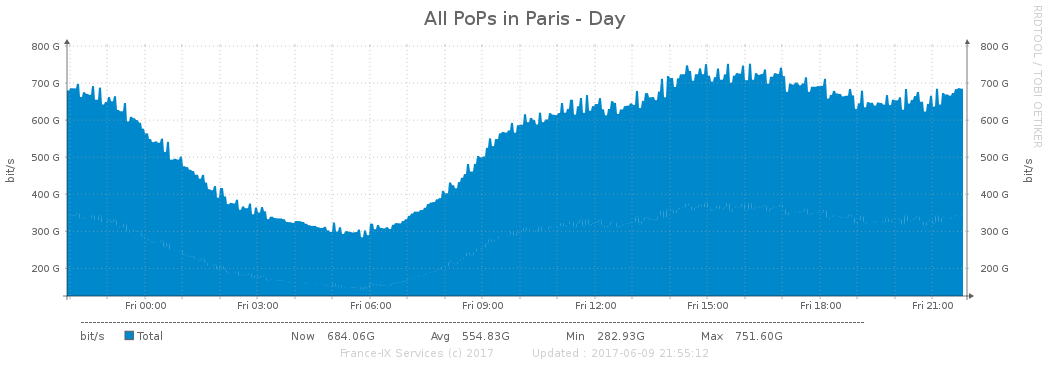 All PoPs in Paris - Day
RRDTOOL / TOBI OETIKER
800 G 800 G
700 G 700 G
600 G 600 G
500 G 500 G
400 G 400 G
300 G 300 G
200 G 200 G
bit/s bit/s
Fri 00:00 Fri 03:00 Fri 06:00 Fri 09:00 Fri 12:00 Fri 15:00 Fri 18:00 Fri 21:00
bit/s Total Now 684.06G Avg 554.83G Min 282.93G Max 751.60G
France-IX Services (c) 2017 Updated : 2017-06-09 21:55:12